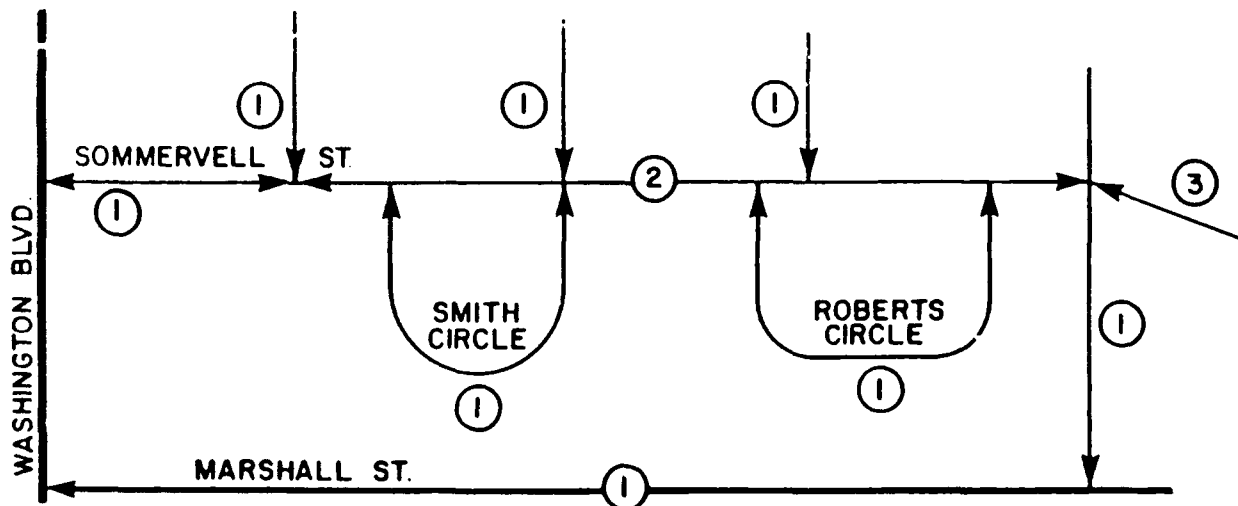 1
1
1
SOMMERVELL ST.
2
3
1
WASHINGTON BLVD.
SMITH
CIRCLE
ROBERTS
CIRCLE
1
1
1
MARSHALL ST.
1